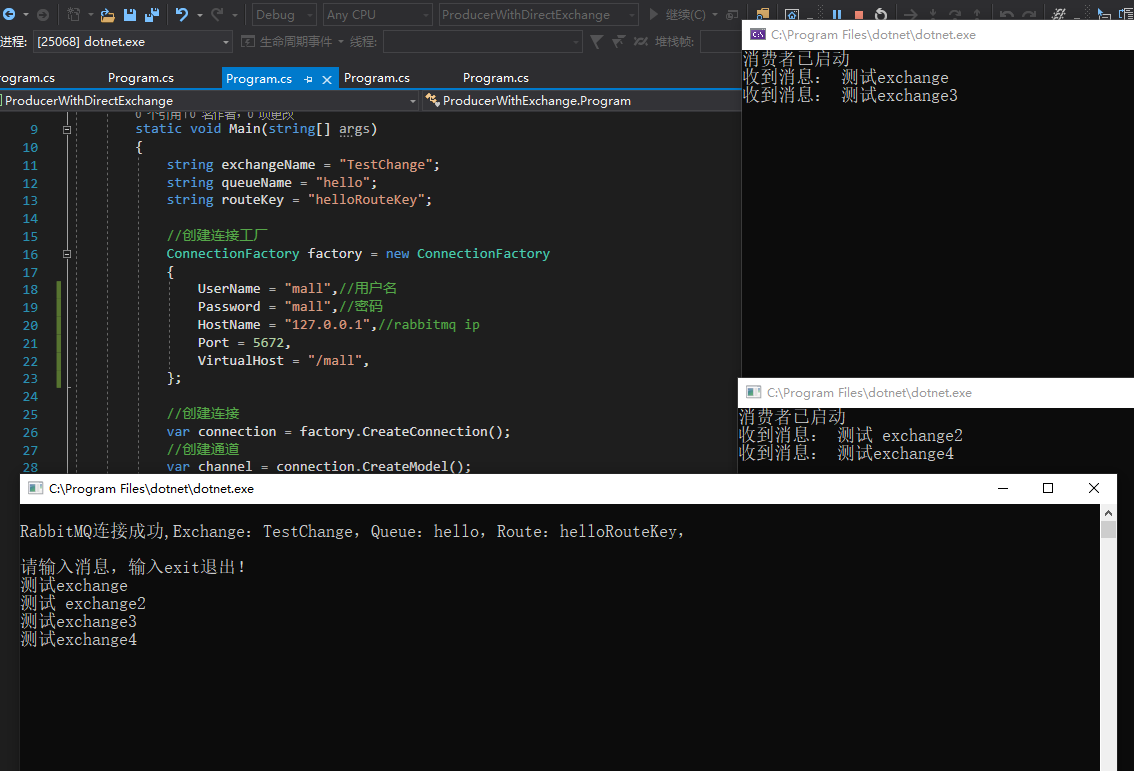 Debug
Any CPU
ProducerWithDirectExchange
继续(C)
进程:
[25068] dotnet.exe
生命周期事件
线程:
堆栈帧:
rogram.cs
Program.cs
Program.cs
Program.cs
Program.cs
ProducerWithDirectExchange
ProducerWithExchange.Program
0 个引用|0 名作者，0 项更改
9 static void Main(string[] args)
10 {
11 string exchangeName = "TestChange";
12 string queueName = "hello";
13 string routeKey = "helloRouteKey";
14
15 //创建连接工厂
16 ConnectionFactory factory = new ConnectionFactory
17 {
18 UserName = "mall",//用户名
19 Password = "mall",//密码
20 HostName = "127.0.0.1",//rabbitmq ip
21 Port = 5672,
22 VirtualHost = "/mall",
23 };
24
25 //创建连接
26 var connection = factory.CreateConnection();
27 //创建通道
28 var channel = connection.CreateModel();
C:\Program Files\dotnet\dotnet.exe
消费者已启动
收到消息： 测试exchange
收到消息： 测试exchange3
C:\Program Files\dotnet\dotnet.exe
消费者已启动
收到消息： 测试 exchange2
收到消息： 测试exchange4
C:\Program Files\dotnet\dotnet.exe
RabbitMQ连接成功,Exchange：TestChange，Queue：hello，Route：helloRouteKey，
请输入消息，输入exit退出！
测试exchange
测试 exchange2
测试exchange3
测试exchange4